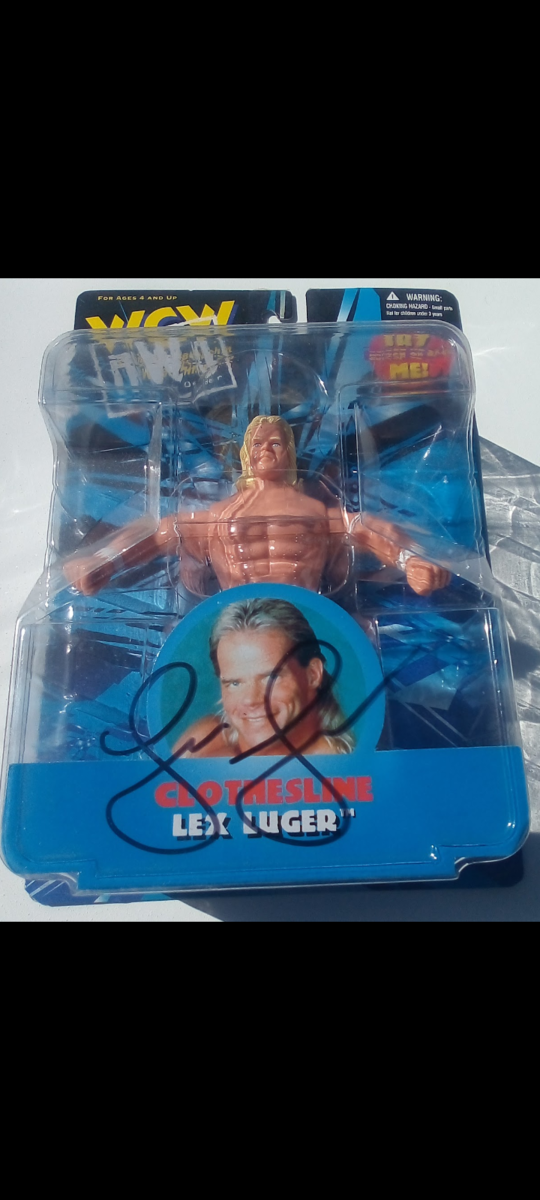 FOR AGES 4 AND UP
WCW
nWo
⚠ WARNING:
CHOKING HAZARD - Small parts
Not for children under 3 years
TRY
ME!
CLOTHESLINE
LEX LUGER™